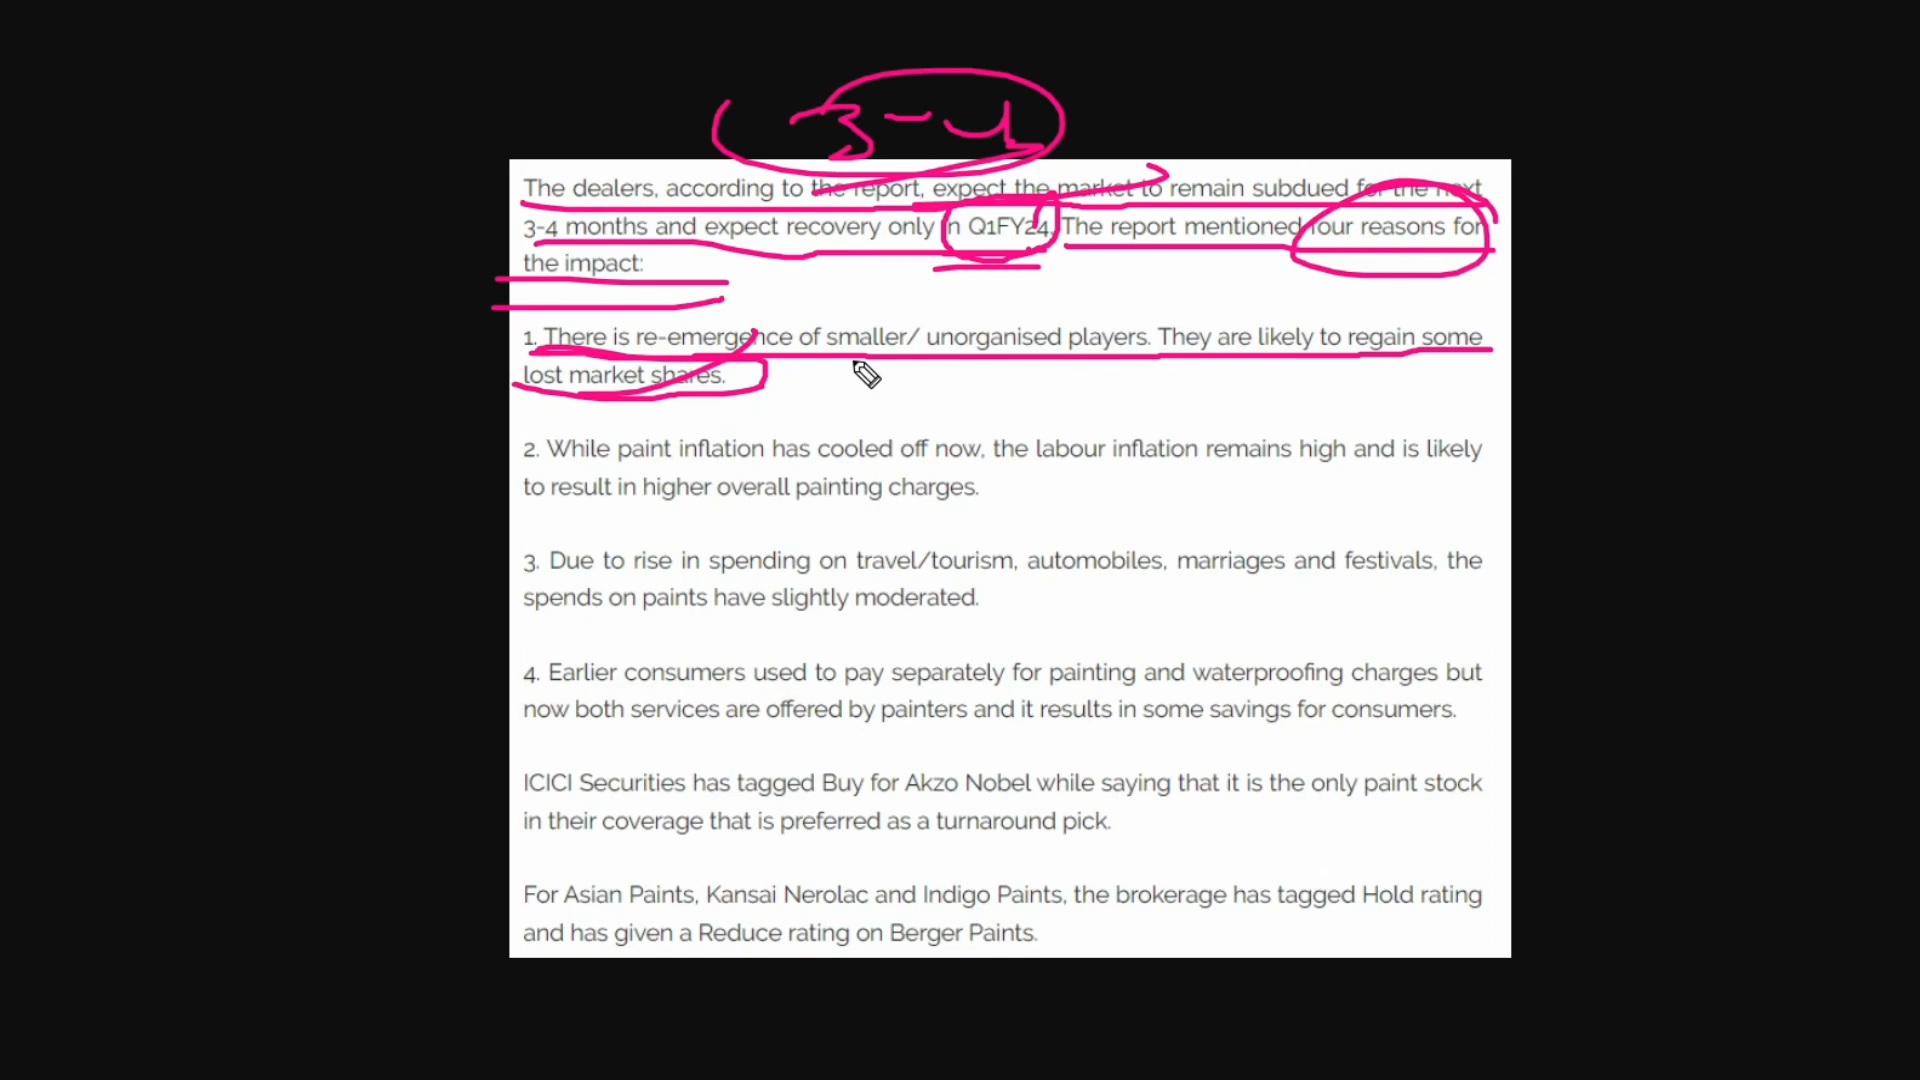 3-4
The dealers, according to the report, expect the market to remain subdued for the next
3-4 months and expect recovery only in Q1FY24. The report mentioned four reasons for
the impact:
1. There is re-emergence of smaller/ unorganised players. They are likely to regain some
lost market shares.
2. While paint inflation has cooled off now, the labour inflation remains high and is likely
to result in higher overall painting charges.
3. Due to rise in spending on travel/tourism, automobiles, marriages and festivals, the
spends on paints have slightly moderated.
4. Earlier consumers used to pay separately for painting and waterproofing charges but
now both services are offered by painters and it results in some savings for consumers.
ICICI Securities has tagged Buy for Akzo Nobel while saying that it is the only paint stock
in their coverage that is preferred as a turnaround pick.
For Asian Paints, Kansai Nerolac and Indigo Paints, the brokerage has tagged Hold rating
and has given a Reduce rating on Berger Paints.